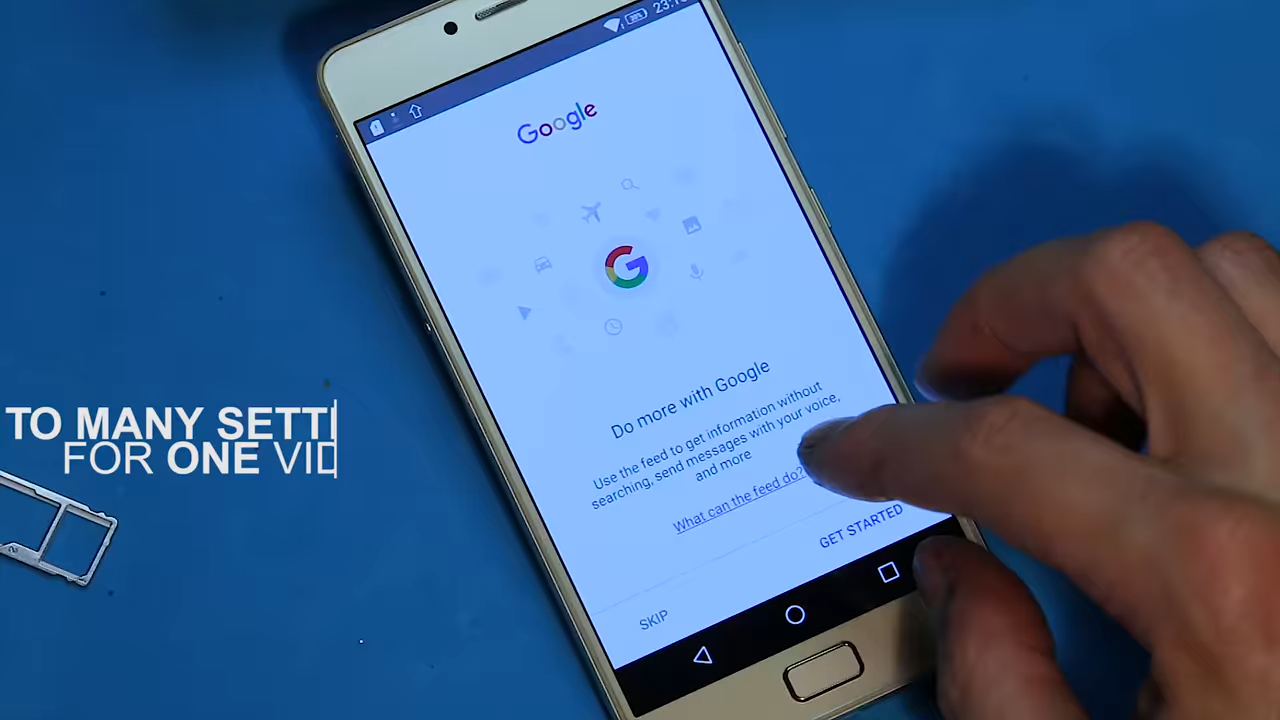 Google
Do more with Google
Use the feed to get information without
searching, send messages with your voice,
and more
What can the feed do?
GET STARTED
SKIP
TO MANY SETTI
FOR ONE VID